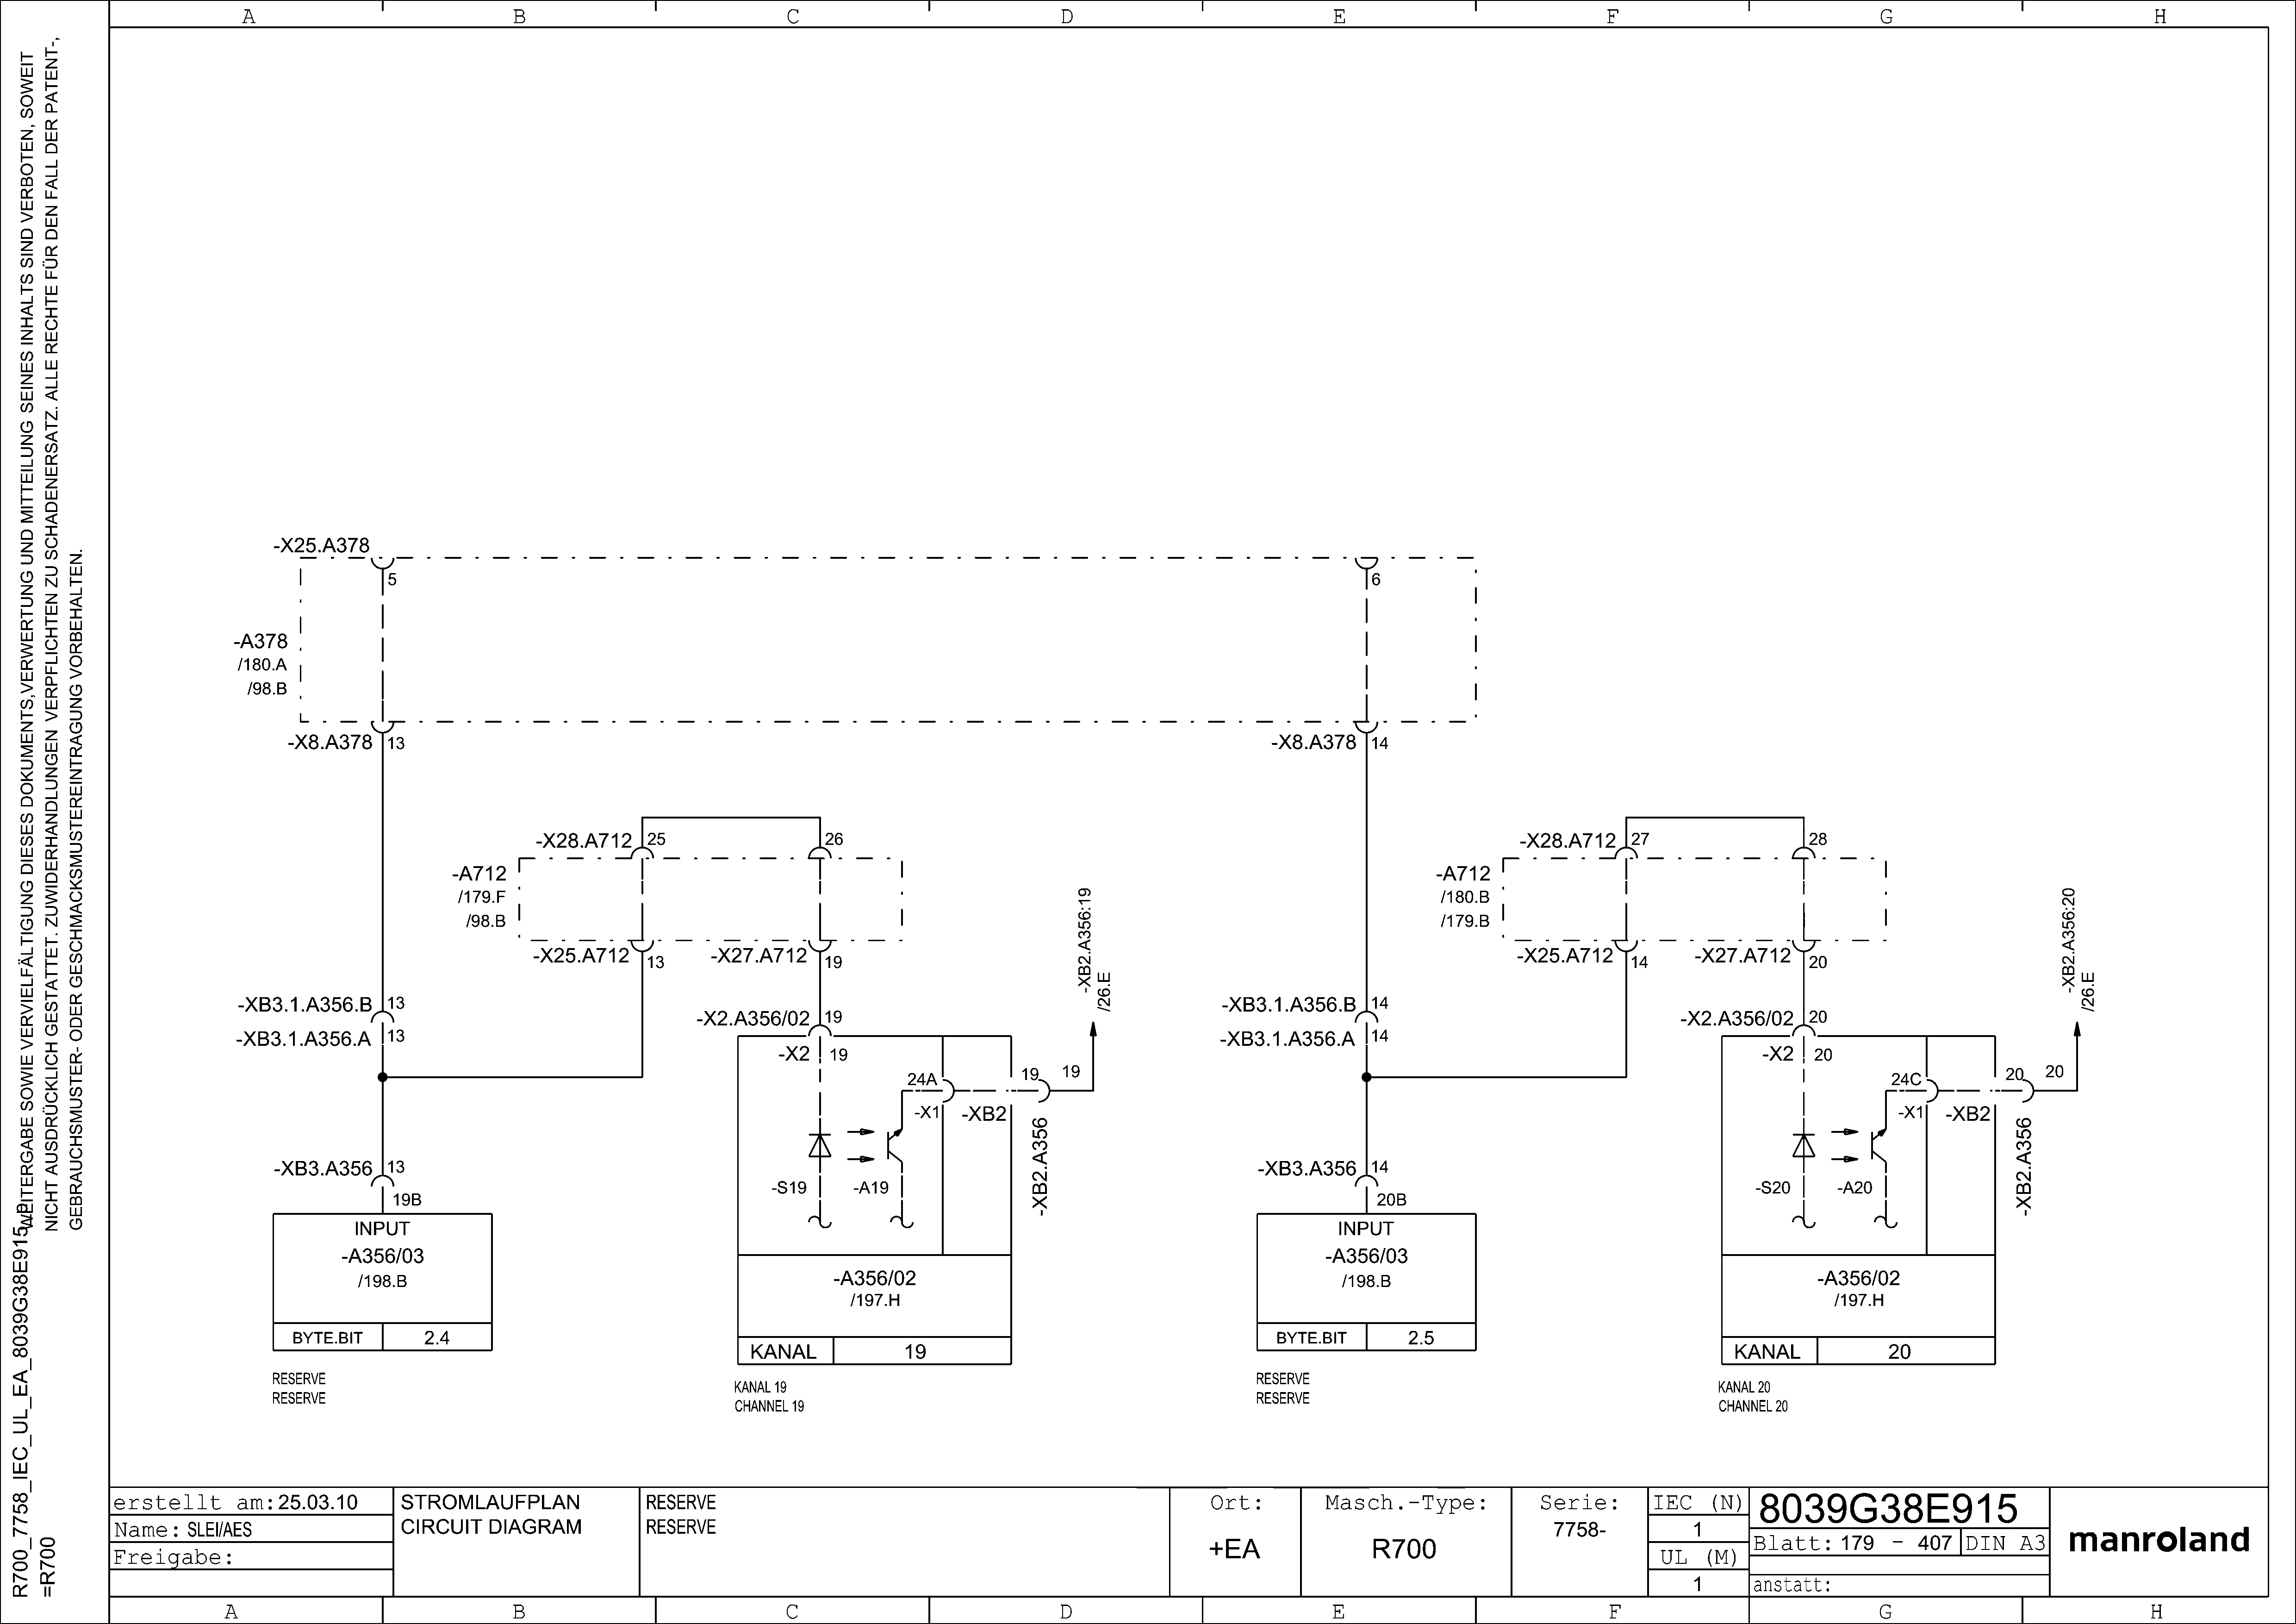 A B C D E F G H
WEITERGABE SOWIE VERVIELFÄLTIGUNG DIESES DOKUMENTS,VERWERTUNG UND MITTEILUNG SEINES INHALTS SIND VERBOTEN, SOWEIT
NICHT AUSDRÜCKLICH GESTATTET. ZUWIDERHANDLUNGEN VERPFLICHTEN ZU SCHADENERSATZ. ALLE RECHTE FÜR DEN FALL DER PATENT-,
GEBRAUCHSMUSTER- ODER GESCHMACKSMUSTEREINTRAGUNG VORBEHALTEN.
R700_7758_IEC_UL_EA_8039G38E915_D
=R700
-X25.A378
5
6
-A378
/180.A
/98.B
-X8.A378 13
-X8.A378 14
-X28.A712 25 26
-A712
/179.F
/98.B
-X25.A712 13
-X27.A712 19
-X28.A712 27 28
-A712
/180.B
/179.B
-X25.A712 14
-X27.A712 20
-XB2.A356:19
/26.E
-XB2.A356:20
/26.E
-XB3.1.A356.B 13
-XB3.1.A356.A 13
-X2.A356/02 19
-X2 19
24A
-X1
-XB2
19 19
-XB2.A356
-S19
-A19
-XB3.1.A356.B 14
-XB3.1.A356.A 14
-X2.A356/02 20
-X2 20
24C
-X1
-XB2
20 20
-XB2.A356
-S20
-A20
-XB3.A356 13
19B
INPUT
-A356/03
/198.B
BYTE.BIT 2.4
RESERVE
RESERVE
-A356/02
/197.H
KANAL 19
KANAL 19
CHANNEL 19
-XB3.A356 14
20B
INPUT
-A356/03
/198.B
BYTE.BIT 2.5
RESERVE
RESERVE
-A356/02
/197.H
KANAL 20
KANAL 20
CHANNEL 20
erstellt am: 25.03.10
Name: SLEI/AES
Freigabe:
STROMLAUFPLAN
CIRCUIT DIAGRAM
RESERVE
RESERVE
Ort:
+EA
Masch.-Type:
R700
Serie:
7758-
IEC (N)
1
UL (M)
1
8039G38E915
Blatt: 179 - 407 DIN A3
anstatt:
manroland
A B C D E F G H